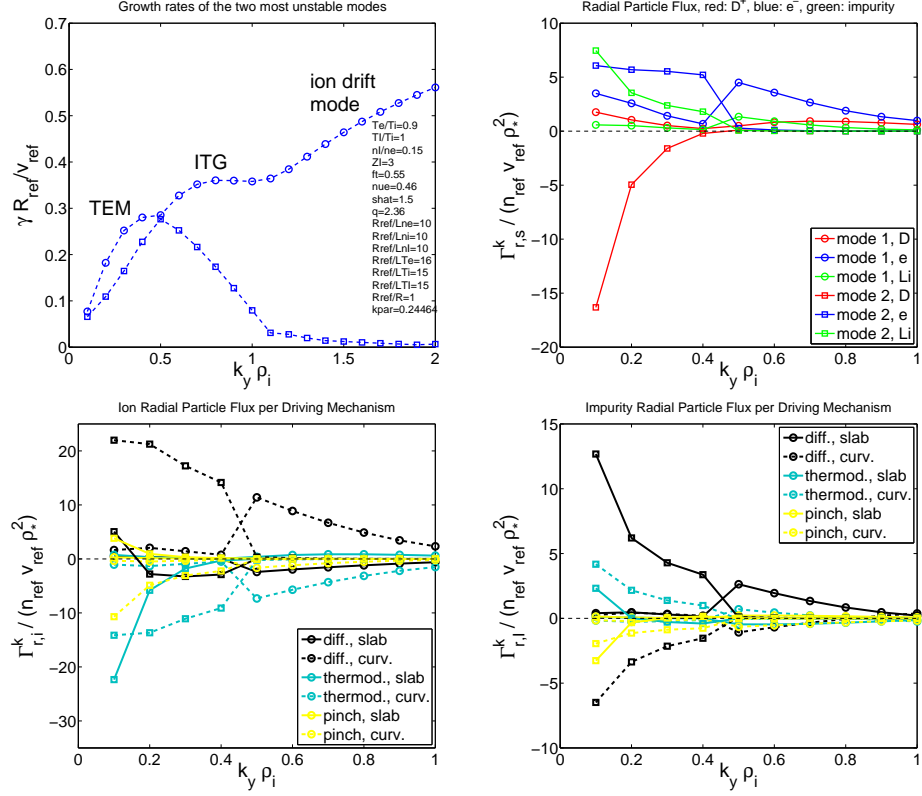 Growth rates of the two most unstable modes
0.7
0.6
0.5
0.4
0.3
0.2
0.1
0
γ R_ref/v_ref
TEM
ITG
ion drift
mode
Te/Ti=0.9
TI/Ti=1
nI/ne=0.15
ZI=3
ft=0.55
nue=0.46
shat=1.5
q=2.36
Rref/Lne=10
Rref/Lni=10
Rref/LnI=10
Rref/LTe=16
Rref/LTi=15
Rref/LTI=15
Rref/R=1
kpar=0.24464
0 0.5 1 1.5 2
k_y ρ_i
Radial Particle Flux, red: D⁺, blue: e⁻, green: impurity
10
5
0
−5
−10
−15
−20
Γ^k_r,s / (n_ref v_ref ρ_*^2)
mode 1, D
mode 1, e
mode 1, Li
mode 2, D
mode 2, e
mode 2, Li
0 0.2 0.4 0.6 0.8 1
k_y ρ_i
Ion Radial Particle Flux per Driving Mechanism
20
10
0
−10
−20
−30
Γ^k_r,i / (n_ref v_ref ρ_*^2)
diff., slab
diff., curv.
thermod., slab
thermod., curv.
pinch, slab
pinch, curv.
0 0.2 0.4 0.6 0.8 1
k_y ρ_i
Impurity Radial Particle Flux per Driving Mechanism
15
10
5
0
−5
−10
Γ^k_r,I / (n_ref v_ref ρ_*^2)
diff., slab
diff., curv.
thermod., slab
thermod., curv.
pinch, slab
pinch, curv.
0 0.2 0.4 0.6 0.8 1
k_y ρ_i